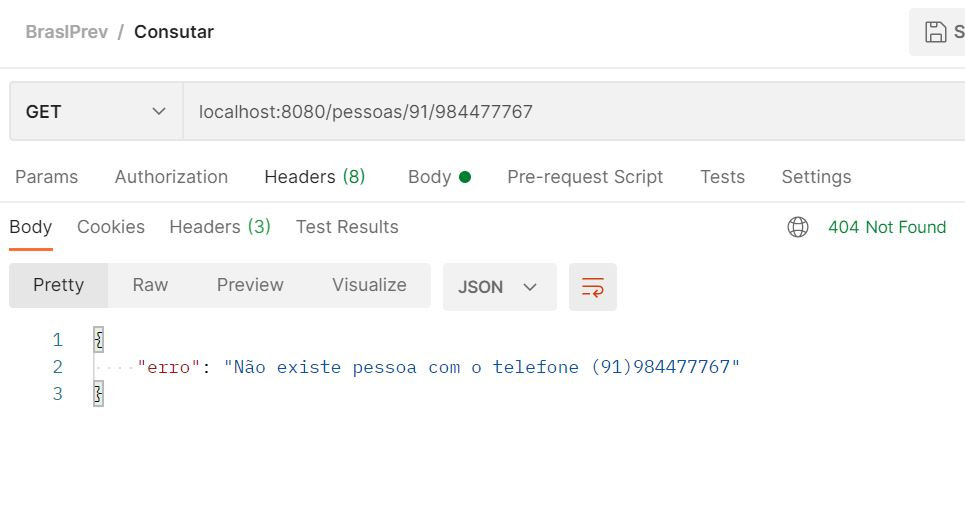 BraslPrev / Consutar
S
GET localhost:8080/pessoas/91/984477767
Params Authorization Headers (8) Body Pre-request Script Tests Settings
Body Cookies Headers (3) Test Results 404 Not Found
Pretty Raw Preview Visualize JSON
1 {
2 "erro": "Não existe pessoa com o telefone (91)984477767"
3 }